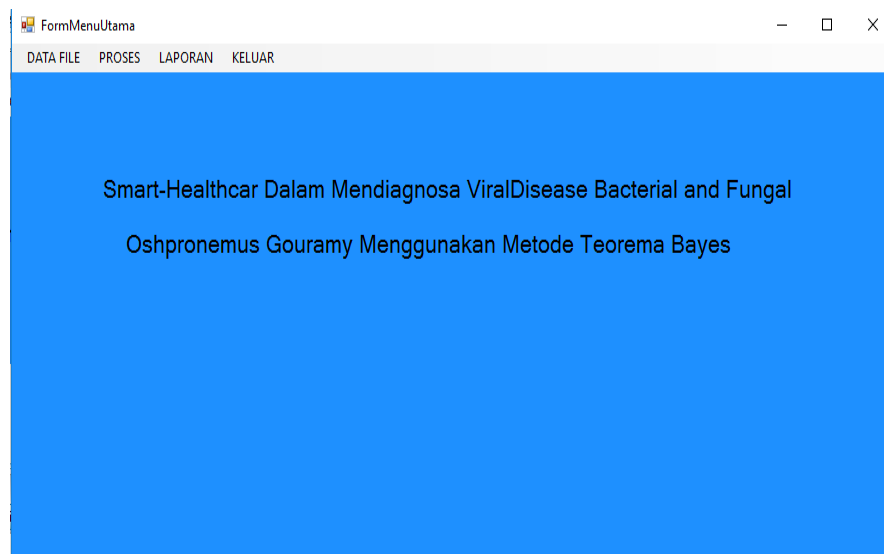 FormMenuUtama
DATA FILE PROSES LAPORAN KELUAR
Smart-Healthcar Dalam Mendiagnosa ViralDisease Bacterial and Fungal
Oshpronemus Gouramy Menggunakan Metode Teorema Bayes